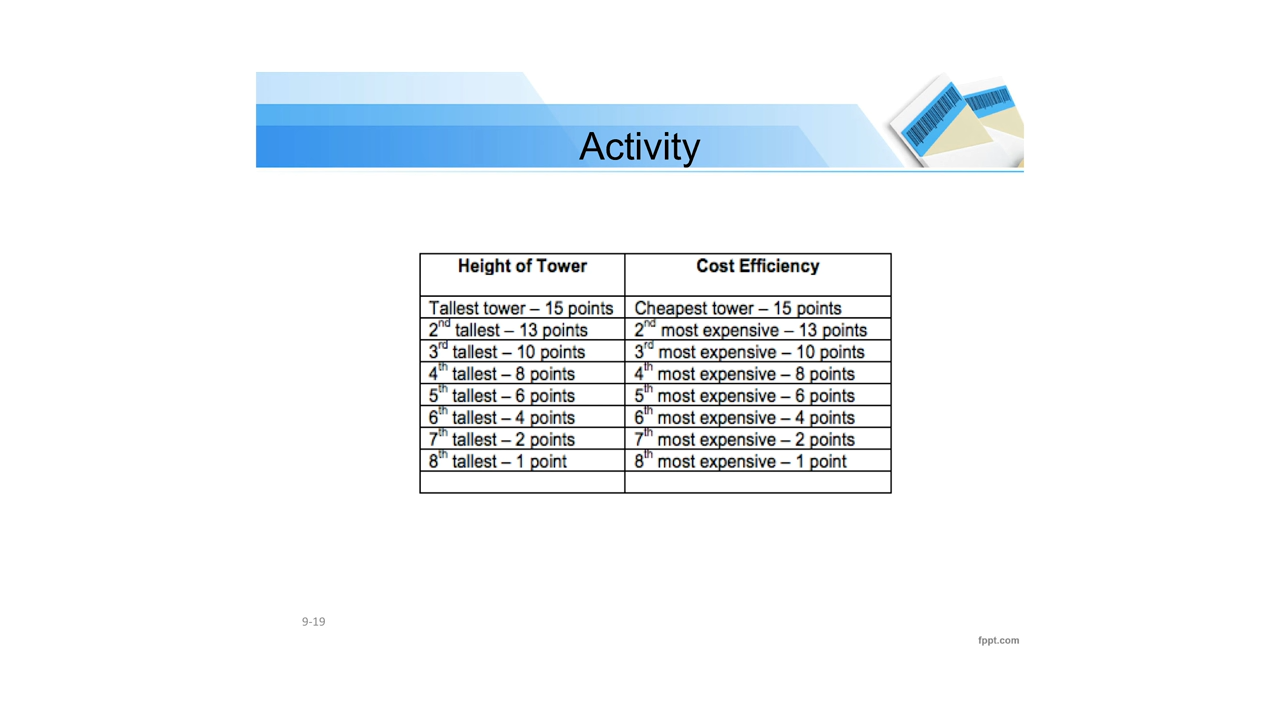 Activity
Height of Tower Cost Efficiency
Tallest tower – 15 points Cheapest tower – 15 points
2nd tallest – 13 points 2nd most expensive – 13 points
3rd tallest – 10 points 3rd most expensive – 10 points
4th tallest – 8 points 4th most expensive – 8 points
5th tallest – 6 points 5th most expensive – 6 points
6th tallest – 4 points 6th most expensive – 4 points
7th tallest – 2 points 7th most expensive – 2 points
8th tallest – 1 point 8th most expensive – 1 point
9-19
fppt.com